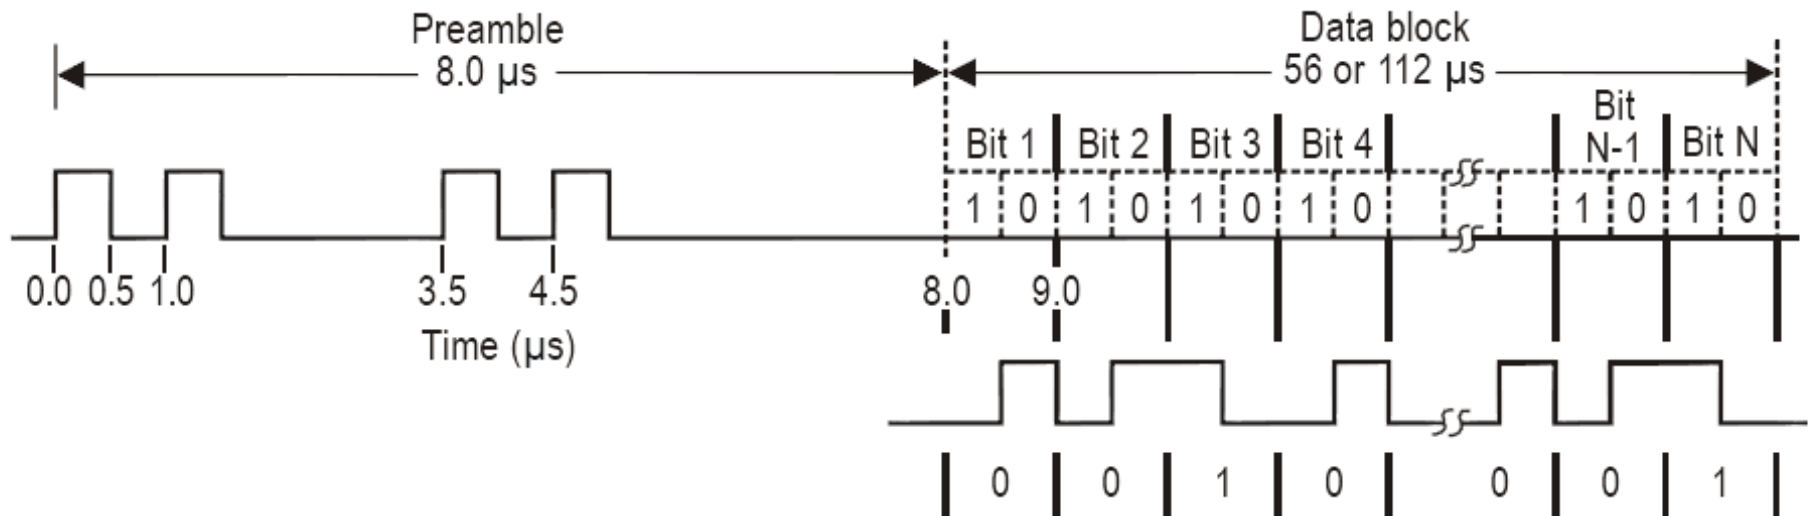 Preamble
8.0 µs
Data block
56 or 112 µs
Bit 1 Bit 2 Bit 3 Bit 4 Bit N-1 Bit N
1 0 1 0 1 0 1 0 1 0 1 0
0.0 0.5 1.0 3.5 4.5 8.0 9.0
Time (µs)
0 0 1 0 0 0 1